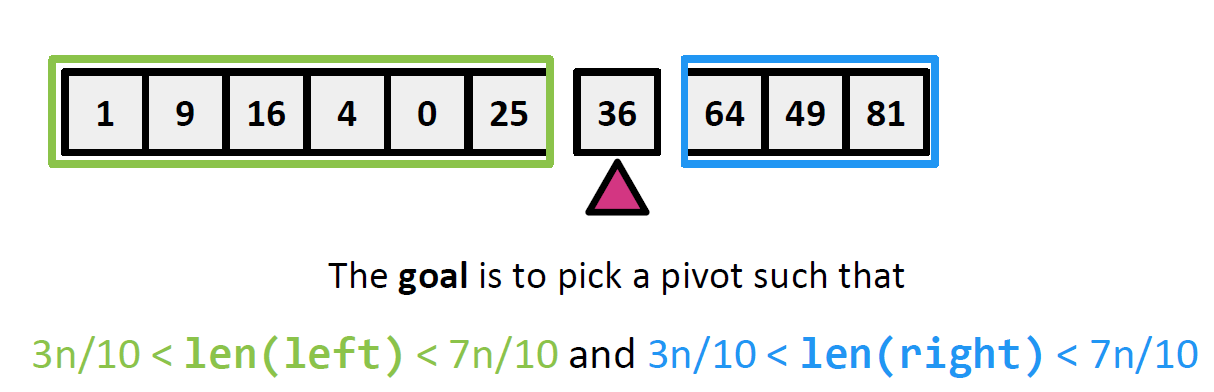 1 9 16 4 0 25 36 64 49 81
The goal is to pick a pivot such that
3n/10 < len(left) < 7n/10 and 3n/10 < len(right) < 7n/10